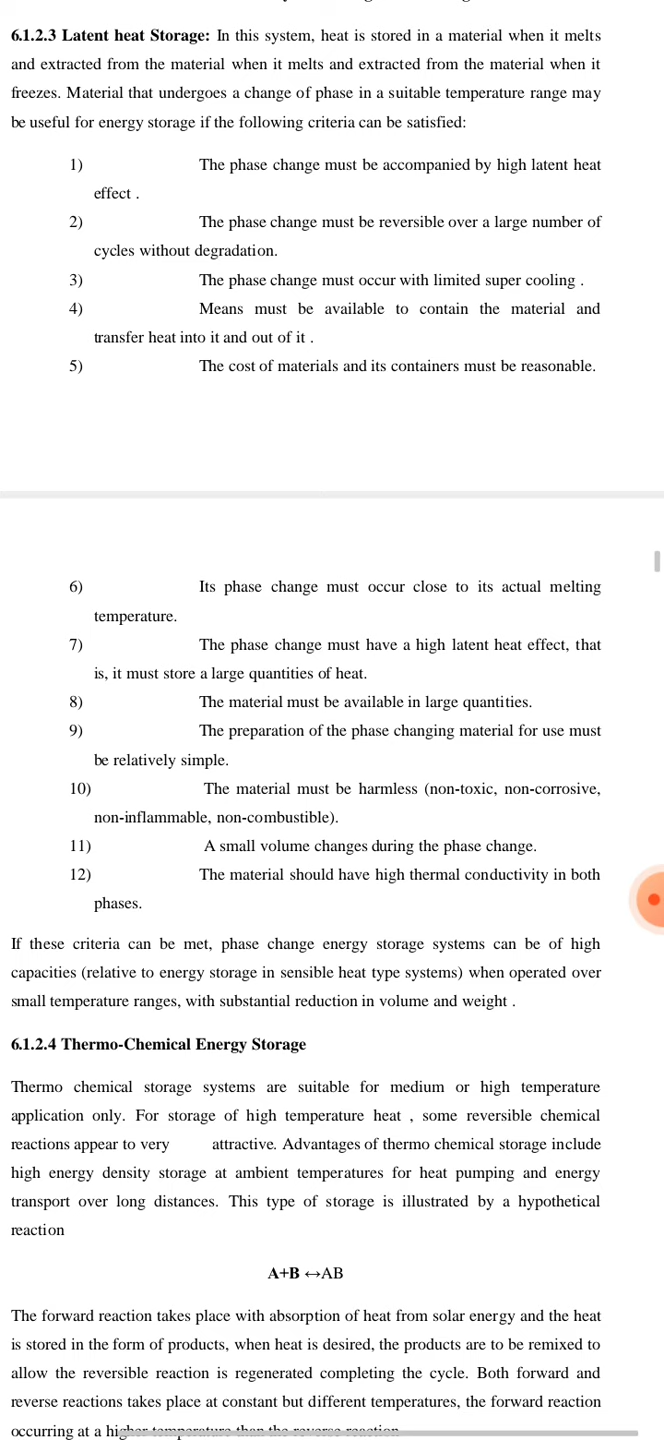 6.1.2.3 Latent heat Storage: In this system, heat is stored in a material when it melts
and extracted from the material when it melts and extracted from the material when it
freezes. Material that undergoes a change of phase in a suitable temperature range may
be useful for energy storage if the following criteria can be satisfied:
1) The phase change must be accompanied by high latent heat
effect .
2) The phase change must be reversible over a large number of
cycles without degradation.
3) The phase change must occur with limited super cooling .
4) Means must be available to contain the material and
transfer heat into it and out of it .
5) The cost of materials and its containers must be reasonable.
6) Its phase change must occur close to its actual melting
temperature.
7) The phase change must have a high latent heat effect, that
is, it must store a large quantities of heat.
8) The material must be available in large quantities.
9) The preparation of the phase changing material for use must
be relatively simple.
10) The material must be harmless (non-toxic, non-corrosive,
non-inflammable, non-combustible).
11) A small volume changes during the phase change.
12) The material should have high thermal conductivity in both
phases.
If these criteria can be met, phase change energy storage systems can be of high
capacities (relative to energy storage in sensible heat type systems) when operated over
small temperature ranges, with substantial reduction in volume and weight .
6.1.2.4 Thermo-Chemical Energy Storage
Thermo chemical storage systems are suitable for medium or high temperature
application only. For storage of high temperature heat , some reversible chemical
reactions appear to very attractive. Advantages of thermo chemical storage include
high energy density storage at ambient temperatures for heat pumping and energy
transport over long distances. This type of storage is illustrated by a hypothetical
reaction
A+B ↔AB
The forward reaction takes place with absorption of heat from solar energy and the heat
is stored in the form of products, when heat is desired, the products are to be remixed to
allow the reversible reaction is regenerated completing the cycle. Both forward and
reverse reactions takes place at constant but different temperatures, the forward reaction
occurring at a higher temperature than the reverse reaction